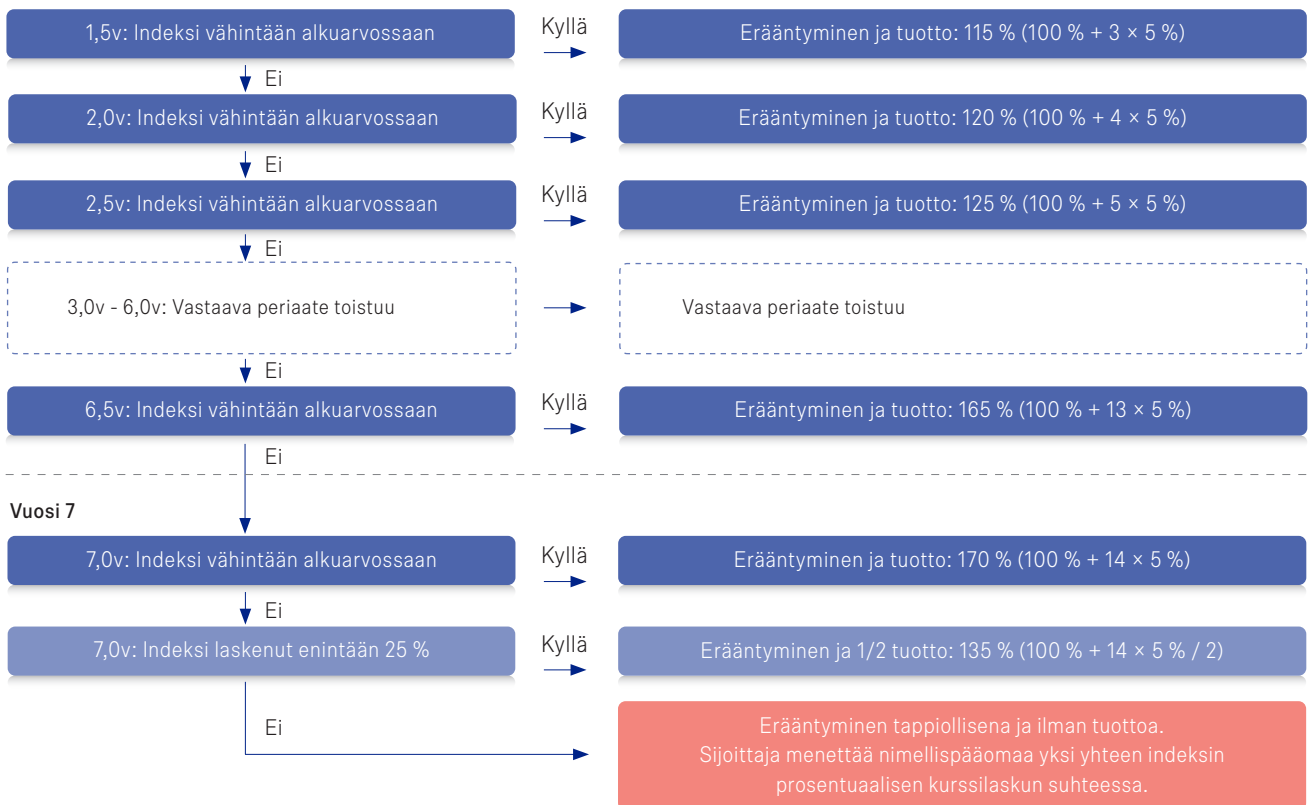 1,5v: Indeksi vähintään alkuarvossaan
Kyllä
Erääntyminen ja tuotto: 115 % (100 % + 3 × 5 %)
Ei
2,0v: Indeksi vähintään alkuarvossaan
Kyllä
Erääntyminen ja tuotto: 120 % (100 % + 4 × 5 %)
Ei
2,5v: Indeksi vähintään alkuarvossaan
Kyllä
Erääntyminen ja tuotto: 125 % (100 % + 5 × 5 %)
Ei
3,0v - 6,0v: Vastaava periaate toistuu
Vastaava periaate toistuu
Ei
6,5v: Indeksi vähintään alkuarvossaan
Kyllä
Erääntyminen ja tuotto: 165 % (100 % + 13 × 5 %)
Ei
Vuosi 7
7,0v: Indeksi vähintään alkuarvossaan
Kyllä
Erääntyminen ja tuotto: 170 % (100 % + 14 × 5 %)
Ei
7,0v: Indeksi laskenut enintään 25 %
Kyllä
Erääntyminen ja 1/2 tuotto: 135 % (100 % + 14 × 5 % / 2)
Ei
Erääntyminen tappiollisena ja ilman tuottoa.
Sijoittaja menettää nimellispääomaa yksi yhteen indeksin
prosentuaalisen kurssilaskun suhteessa.